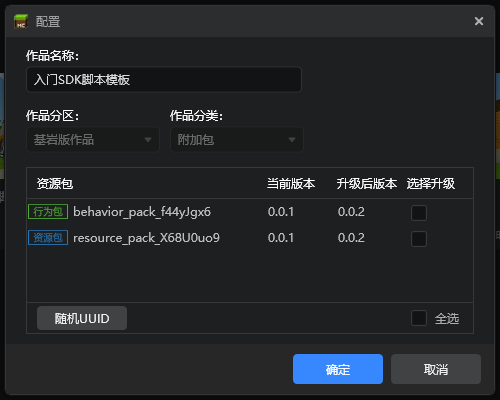 配置
作品名称:
入门SDK脚本模板
作品分区: 作品分类:
基岩版作品 附加包
资源包 当前版本 升级后版本 选择升级
行为包 behavior_pack_f44yJgx6 0.0.1 0.0.2
资源包 resource_pack_X68U0uo9 0.0.1 0.0.2
随机UUID 全选
确定 取消